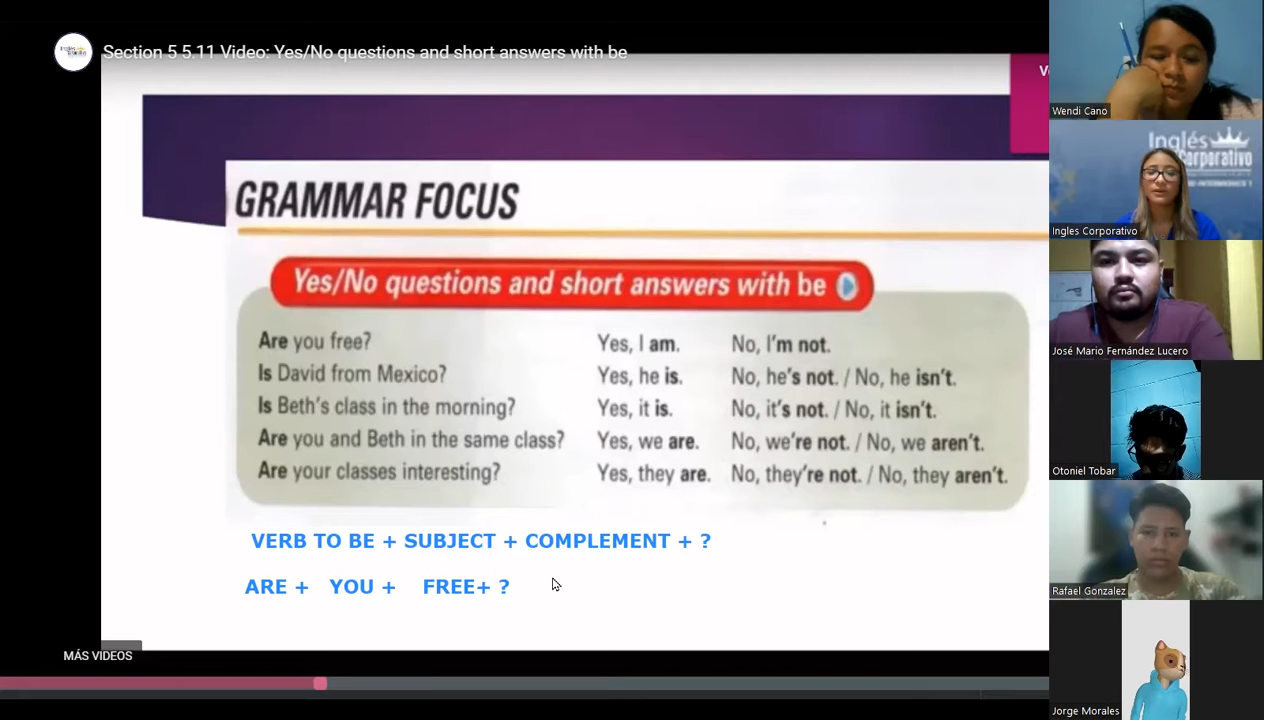 Section 5 5.11 Video: Yes/No questions and short answers with be
GRAMMAR FOCUS
Yes/No questions and short answers with be
Are you free? Yes, I am. No, I'm not.
Is David from Mexico? Yes, he is. No, he's not. / No, he isn't.
Is Beth's class in the morning? Yes, it is. No, it's not. / No, it isn't.
Are you and Beth in the same class? Yes, we are. No, we're not. / No, we aren't.
Are your classes interesting? Yes, they are. No, they're not. / No, they aren't.
VERB TO BE + SUBJECT + COMPLEMENT + ?
ARE + YOU + FREE+ ?
MÁS VIDEOS
Wendi Cano
Inglés
Corporativo
Ingles Corporativo
José Mario Fernández Lucero
Otoniel Tobar
Rafael Gonzalez
Jorge Morales